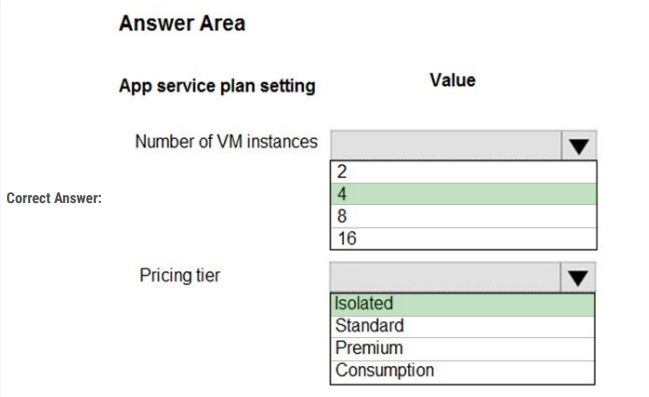 Answer Area
App service plan setting
Value
Number of VM instances
2
4
Correct Answer:
8
16
Pricing tier
Isolated
Standard
Premium
Consumption